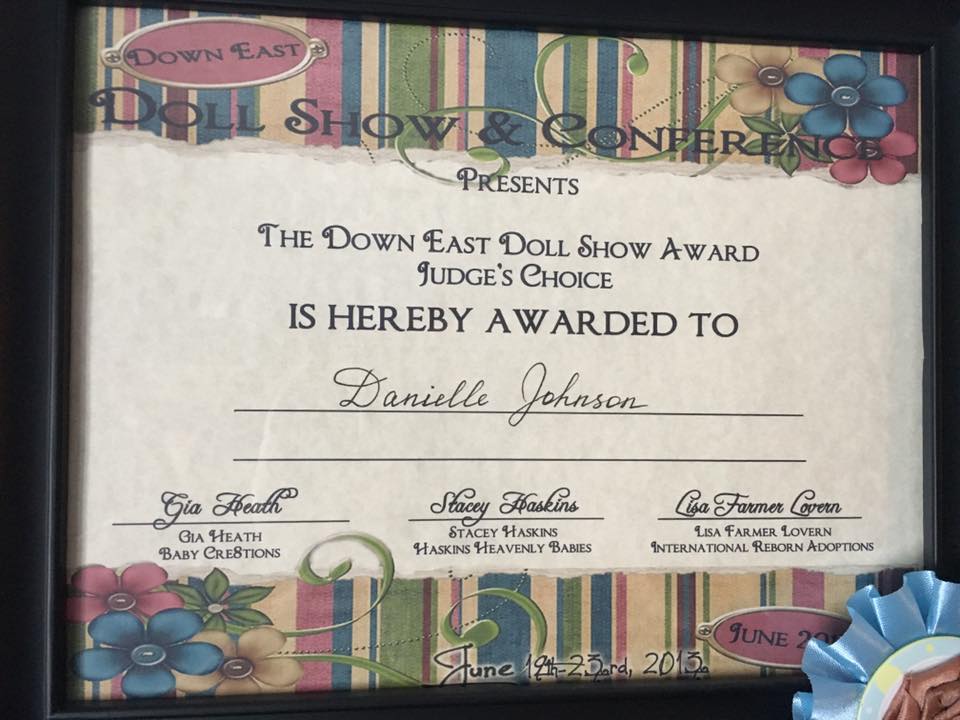 Down East
Doll Show & Conference
Presents
The Down East Doll Show Award
Judge's Choice
IS HEREBY AWARDED TO
Danielle Johnson
Gia Heath
Stacey Haskins
Lisa Farmer Lovern
Gia Heath
Stacey Haskins
Lisa Farmer Lovern
Baby Cre8tions
Haskins Heavenly Babies
International Reborn Adoptions
June
June 2013